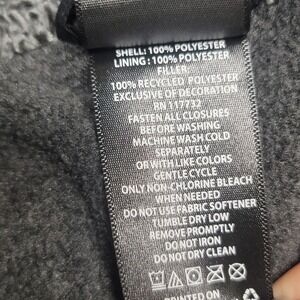 SHELL: 100% POLYESTER
LINING : 100% POLYESTER
FILLER
100% RECYCLED POLYESTER
EXCLUSIVE OF DECORATION
RN 117732
FASTEN ALL CLOSURES
BEFORE WASHING
MACHINE WASH COLD
SEPARATELY
OR WITH LIKE COLORS
GENTLE CYCLE
ONLY NON-CHLORINE BLEACH
WHEN NEEDED
DO NOT USE FABRIC SOFTENER
TUMBLE DRY LOW
REMOVE PROMPTLY
DO NOT IRON
DO NOT DRY CLEAN
PRINTED ON